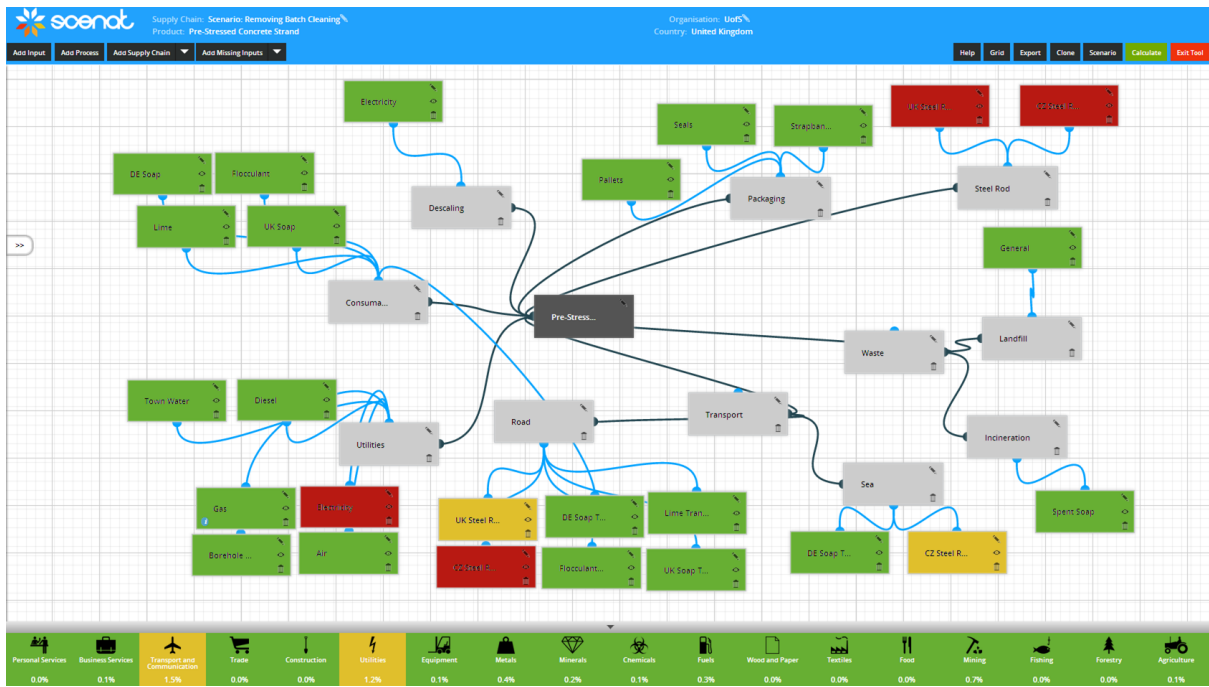 scenat
Supply Chain: Scenario: Removing Batch Cleaning
Product: Pre-Stressed Concrete Strand
Organisation: UofS
Country: United Kingdom
Add Input
Add Process
Add Supply Chain
Add Missing Inputs
Help
Grid
Export
Clone
Scenario
Calculate
Exit Tool
Electricity
Seals
Strapban...
UK Steel R...
CZ Steel R...
DE Soap
Flocculant
Pallets
Packaging
Steel Rod
Descaling
Lime
UK Soap
>>
General
Consuma...
Pre-Stress...
Landfill
Waste
Town Water
Diesel
Road
Transport
Utilities
Incineration
Sea
Gas
Electricity
UK Steel R...
DE Soap T...
Lime Tran...
Spent Soap
Borehole ...
Air
CZ Steel R...
Flocculant...
UK Soap T...
DE Soap T...
CZ Steel R...
Personal Services
0.0%
Business Services
0.1%
Transport and
Communication
1.5%
Trade
0.0%
Construction
0.0%
Utilities
1.2%
Equipment
0.1%
Metals
0.4%
Minerals
0.2%
Chemicals
0.1%
Fuels
0.3%
Wood and Paper
0.0%
Textiles
0.0%
Food
0.0%
Mining
0.7%
Fishing
0.0%
Forestry
0.0%
Agriculture
0.1%